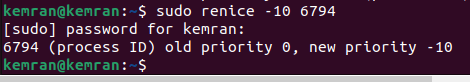 kemran@kemran:~$ sudo renice -10 6794
[sudo] password for kemran:
6794 (process ID) old priority 0, new priority -10
kemran@kemran:~$